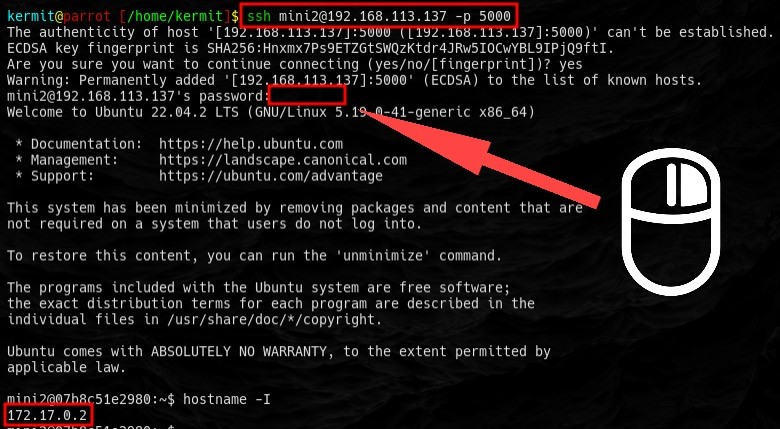 kermit@parrot [/home/kermit]$ ssh mini2@192.168.113.137 -p 5000
The authenticity of host '[192.168.113.137]:5000 ([192.168.113.137]:5000)' can't be established.
ECDSA key fingerprint is SHA256:Hnxmx7Ps9ETZGtSWQzKtdr4JRw5IOCwYBL9IPjQ9ftI.
Are you sure you want to continue connecting (yes/no/[fingerprint])? yes
Warning: Permanently added '[192.168.113.137]:5000' (ECDSA) to the list of known hosts.
mini2@192.168.113.137's password:
Welcome to Ubuntu 22.04.2 LTS (GNU/Linux 5.19.0-41-generic x86_64)
* Documentation: https://help.ubuntu.com
* Management: https://landscape.canonical.com
* Support: https://ubuntu.com/advantage
This system has been minimized by removing packages and content that are
not required on a system that users do not log into.
To restore this content, you can run the 'unminimize' command.
The programs included with the Ubuntu system are free software;
the exact distribution terms for each program are described in the
individual files in /usr/share/doc/*/copyright.
Ubuntu comes with ABSOLUTELY NO WARRANTY, to the extent permitted by
applicable law.
mini2@07b8c51e2980:~$ hostname -I
172.17.0.2